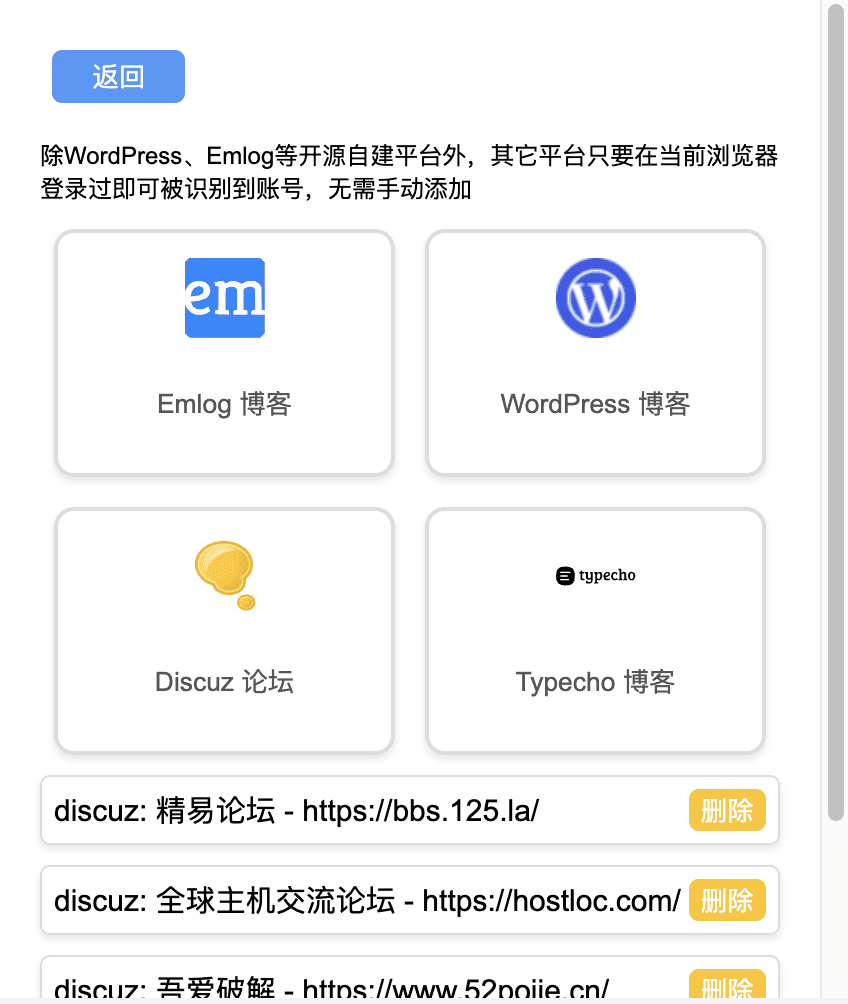 返回
除WordPress、Emlog等开源自建平台外，其它平台只要在当前浏览器
登录过即可被识别到账号，无需手动添加
em
Emlog 博客
W
WordPress 博客
Discuz 论坛
typecho
Typecho 博客
discuz: 精易论坛 - https://bbs.125.la/
删除
discuz: 全球主机交流论坛 - https://hostloc.com/
删除
discuz: 吾爱破解 - https://www.52pojie.cn/
删除